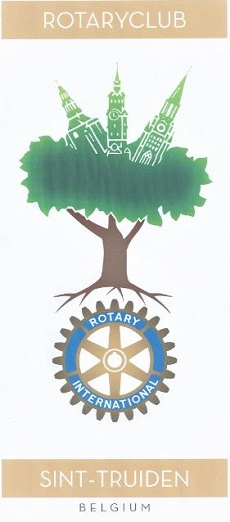 ROTARYCLUB
ROTARY
INTERNATIONAL
SINT-TRUIDEN
BELGIUM